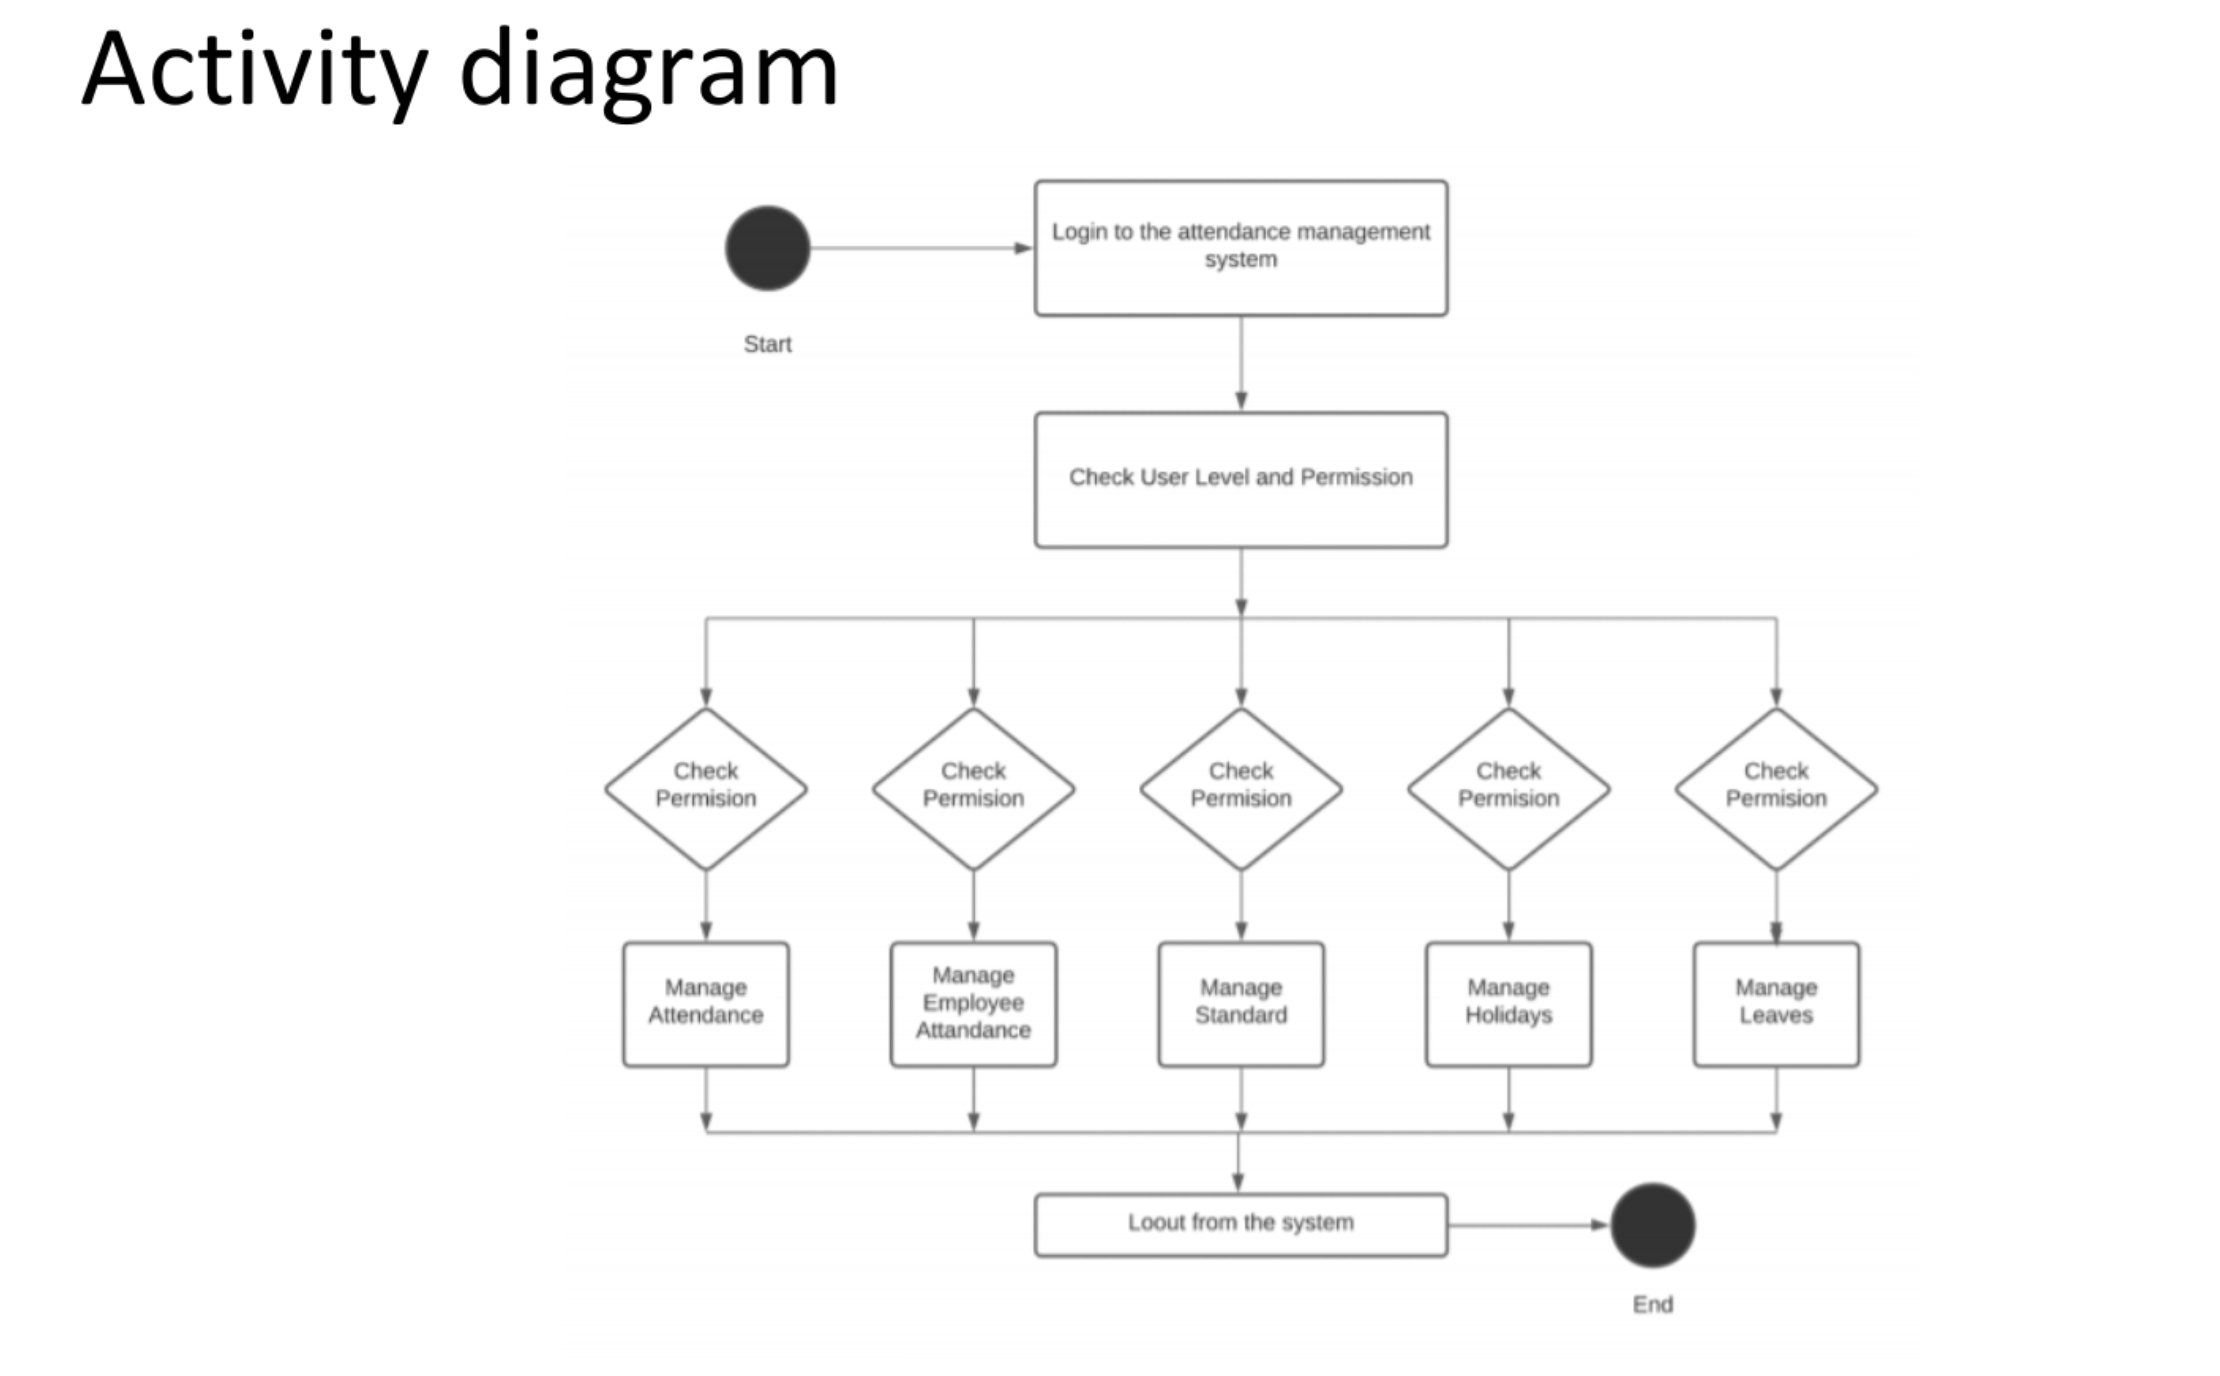 Activity diagram
Login to the attendance management
system
Start
Check User Level and Permission
Check
Permision
Check
Permision
Check
Permision
Check
Permision
Check
Permision
Manage
Attendance
Manage
Employee
Attandance
Manage
Standard
Manage
Holidays
Manage
Leaves
Loout from the system
End